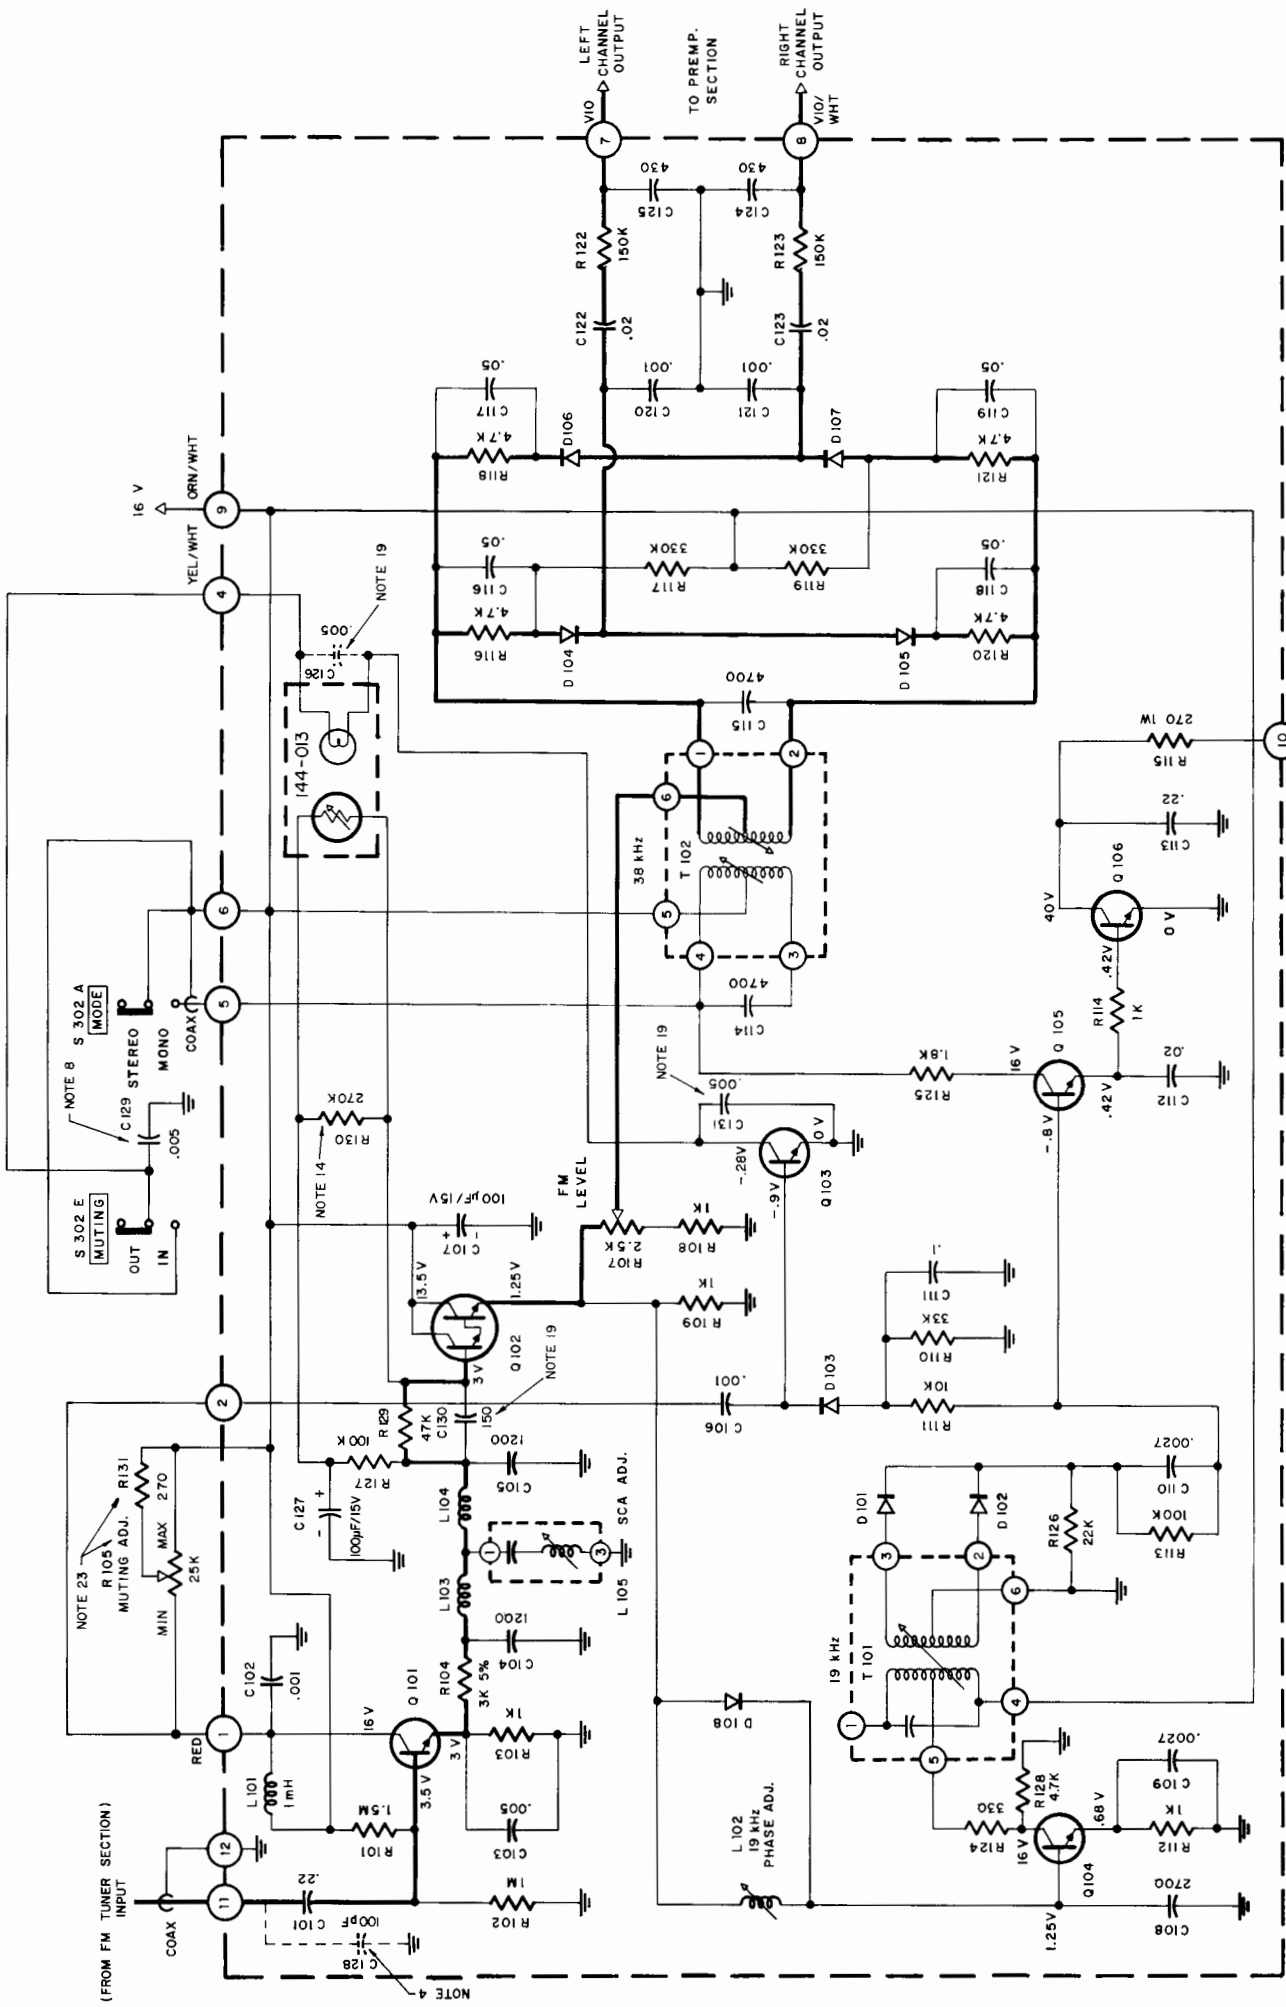 (FROM FM TUNER SECTION)
INPUT
COAX
11
12
RED
1
2
5
6
YEL/WHT
4
16 V
ORN/WHT
9
NOTE 23
R105
MUTING ADJ.
R131
270
MIN
MAX
25K
S 302 E
MUTING
OUT
IN
NOTE 8
C129
.005
S 302 A
MODE
STEREO
MONO
COAX
NOTE 4
C128
100pF
C101
.22
L101
1mH
C102
.001
R101
1.5M
R102
1M
3.5V
Q101
16V
3V
C103
.005
R103
1K
R104
3K 5%
C104
1200
L103
L104
1
3
L105
SCA ADJ.
C105
1200
C127
100µF/15V
+
-
R127
100K
R129
47K
C130
150
NOTE 19
3V
Q102
13.5V
1.25V
C107
100µF/15V
+
-
NOTE 14
R130
270K
144-013
C126
.005
NOTE 19
FM
LEVEL
R107
2.5K
R108
1K
R109
1K
C106
.001
D103
-.9V
-.28V
0V
Q103
C131
.005
NOTE 19
R111
10K
R110
33K
C111
.1
38 kHz
T102
5
6
4
3
1
2
C114
4700
C115
4700
R116
4.7K
C116
.05
R118
4.7K
C117
.05
D104
D106
D105
D107
R117
330K
R119
330K
R120
4.7K
C118
.05
R121
4.7K
C119
.05
C120
.001
C121
.001
C122
.02
C123
.02
R122
150K
R123
150K
C125
430
C124
430
7
VIO
LEFT
CHANNEL
OUTPUT
TO PREMP.
SECTION
8
VIO/
WHT
RIGHT
CHANNEL
OUTPUT
L102
19 kHz
PHASE ADJ.
D108
1.25V
Q104
16V
.68V
C108
2700
R112
1K
C109
.0027
R124
330
R128
4.7K
19 kHz
T101
1
5
4
3
2
6
D101
D102
R126
22K
R113
100K
C110
.0027
R125
1.8K
-.8V
16V
.42V
Q105
C112
.02
R114
1K
.42V
Q106
40V
0V
C113
.22
R115
270 1W
10